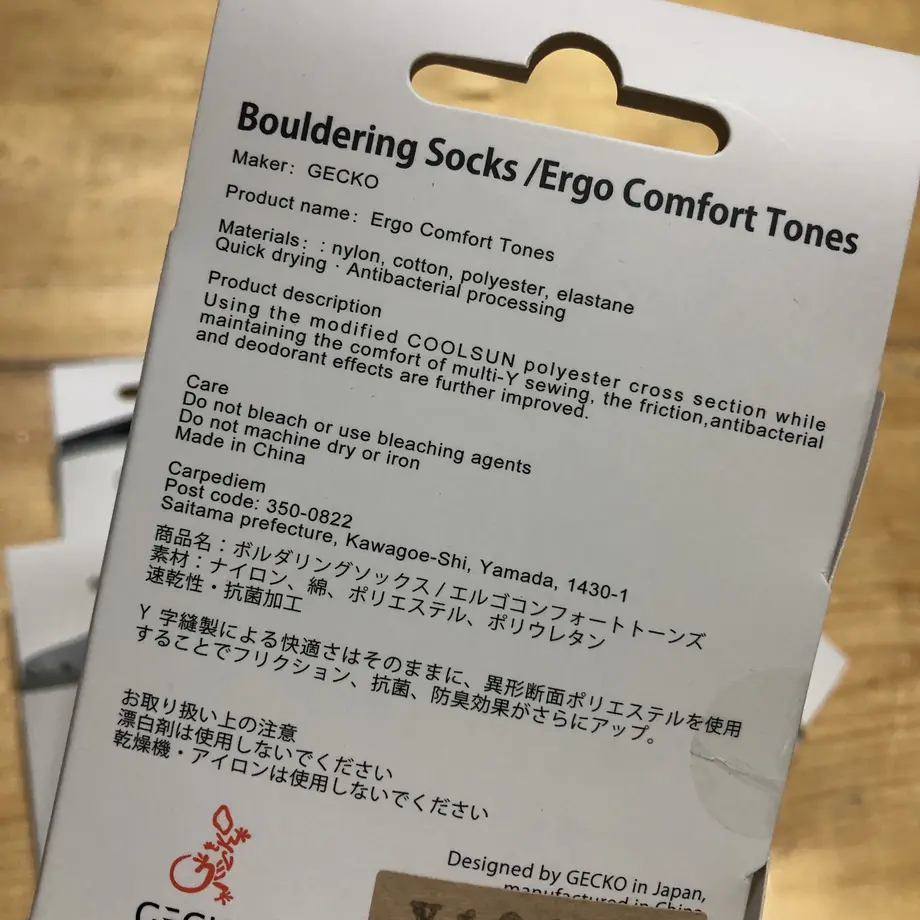 Bouldering Socks /Ergo Comfort Tones
Maker: GECKO
Product name: Ergo Comfort Tones
Materials: : nylon, cotton, polyester, elastane
Quick drying · Antibacterial processing
Product description
Using the modified COOLSUN polyester cross section while
maintaining the comfort of multi-Y sewing, the friction,antibacterial
and deodorant effects are further improved.
Care
Do not bleach or use bleaching agents
Do not machine dry or iron
Made in China
Carpediem
Post code: 350-0822
Saitama prefecture, Kawagoe-Shi, Yamada, 1430-1
商品名：ボルダリングソックス / エルゴコンフォートトーンズ
素材：ナイロン、綿、ポリエステル、ポリウレタン
速乾性・抗菌加工
Y 字縫製による快適さはそのままに、異形断面ポリエステルを使用
することでフリクション、抗菌、防臭効果がさらにアップ。
お取り扱い上の注意
漂白剤は使用しないでください
乾燥機・アイロンは使用しないでください
Designed by GECKO in Japan,
manufactured in China